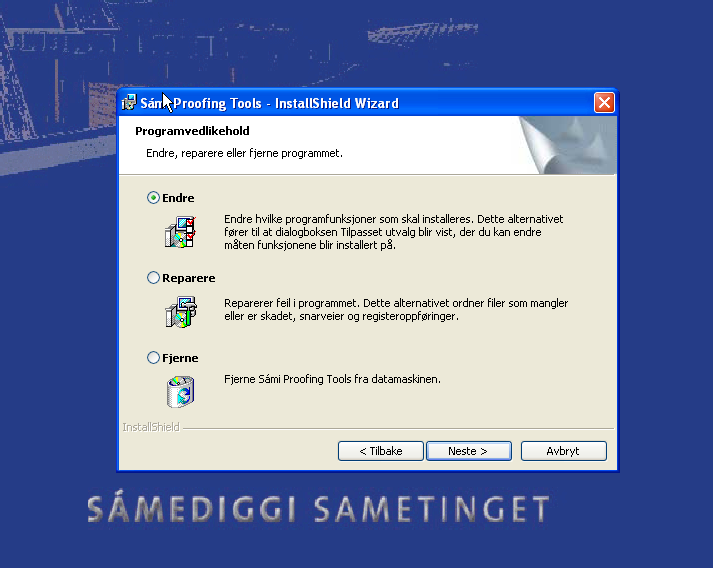 Sámi Proofing Tools - InstallShield Wizard
Programvedlikehold
Endre, reparere eller fjerne programmet.
Endre
Endre hvilke programfunksjoner som skal installeres. Dette alternativet
fører til at dialogboksen Tilpasset utvalg blir vist, der du kan endre
måten funksjonene blir installert på.
Reparere
Reparerer feil i programmet. Dette alternativet ordner filer som mangler
eller er skadet, snarveier og registeroppføringer.
Fjerne
Fjerne Sámi Proofing Tools fra datamaskinen.
InstallShield
< Tilbake
Neste >
Avbryt
SÁMEDIGGI SAMETINGET